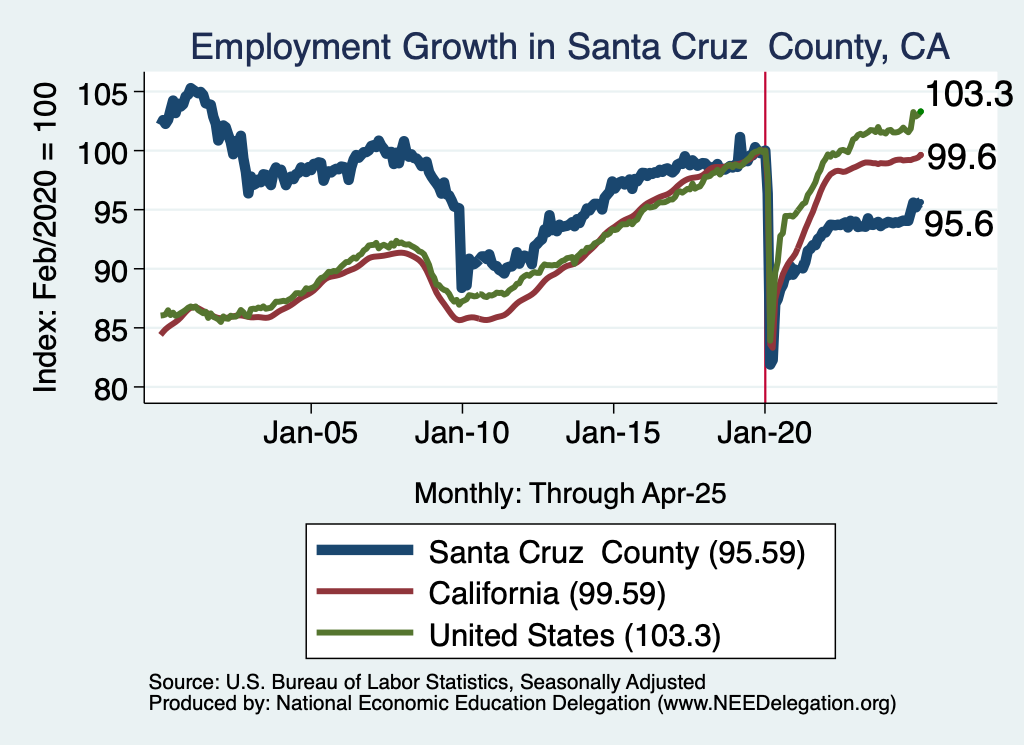 Employment Growth in Santa Cruz  County, CA
Index: Feb/2020 = 100
105
100
95
90
85
80
103.3
99.6
95.6
Jan-05 Jan-10 Jan-15 Jan-20
Monthly: Through Apr-25
Santa Cruz  County (95.59)
California (99.59)
United States (103.3)
Source: U.S. Bureau of Labor Statistics, Seasonally Adjusted
Produced by: National Economic Education Delegation (www.NEEDelegation.org)